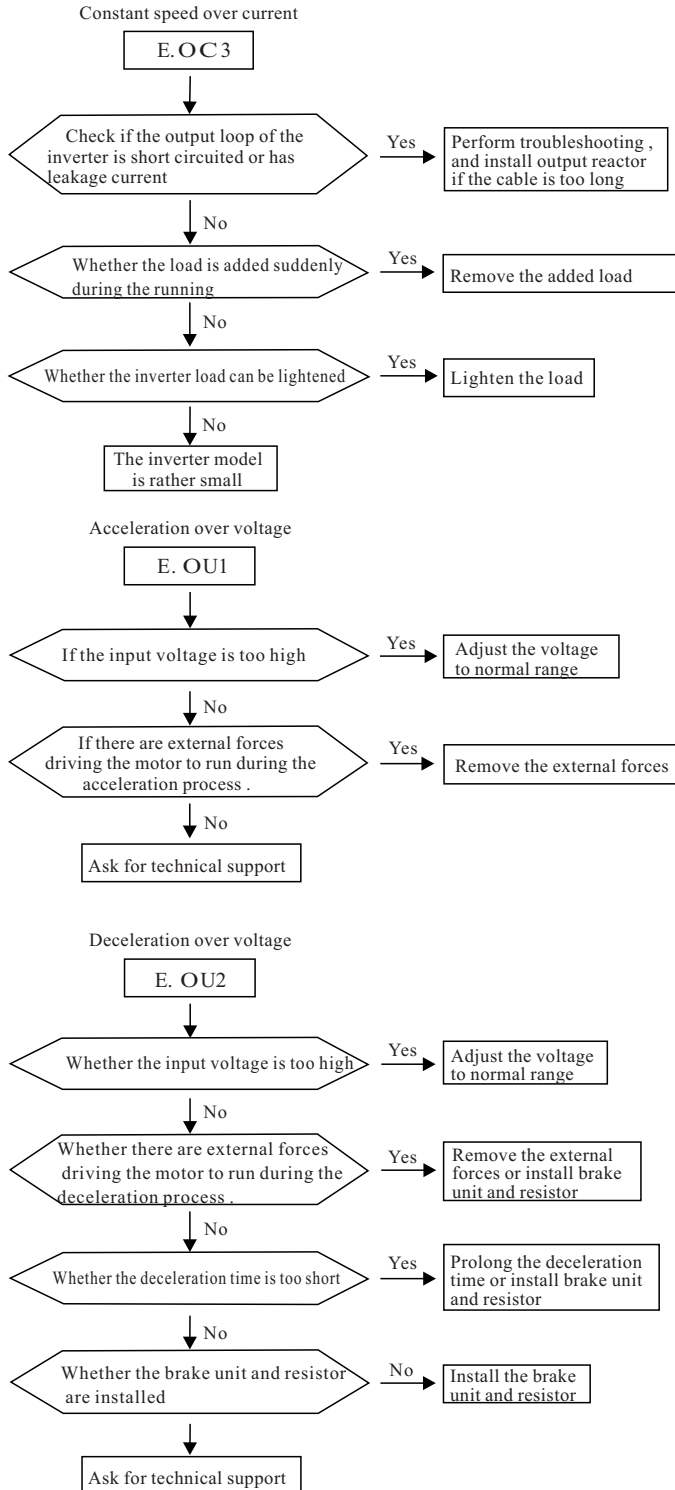 Constant speed over current
E.OC3
Check if the output loop of the
inverter is short circuited or has
leakage current
Yes
Perform troubleshooting ,
and install output reactor
if the cable is too long
No
Whether the load is added suddenly
during the running
Yes
Remove the added load
No
Whether the inverter load can be lightened
Yes
Lighten the load
No
The inverter model
is rather small
Acceleration over voltage
E. OU1
If the input voltage is too high
Yes
Adjust the voltage
to normal range
No
If there are external forces
driving the motor to run during the
acceleration process .
Yes
Remove the external forces
No
Ask for technical support
Deceleration over voltage
E. OU2
Whether the input voltage is too high
Yes
Adjust the voltage
to normal range
No
Whether there are external forces
driving the motor to run during the
deceleration process .
Yes
Remove the external
forces or install brake
unit and resistor
No
Whether the deceleration time is too short
Yes
Prolong the deceleration
time or install brake unit
and resistor
No
Whether the brake unit and resistor
are installed
No
Install the brake
unit and resistor
Ask for technical support